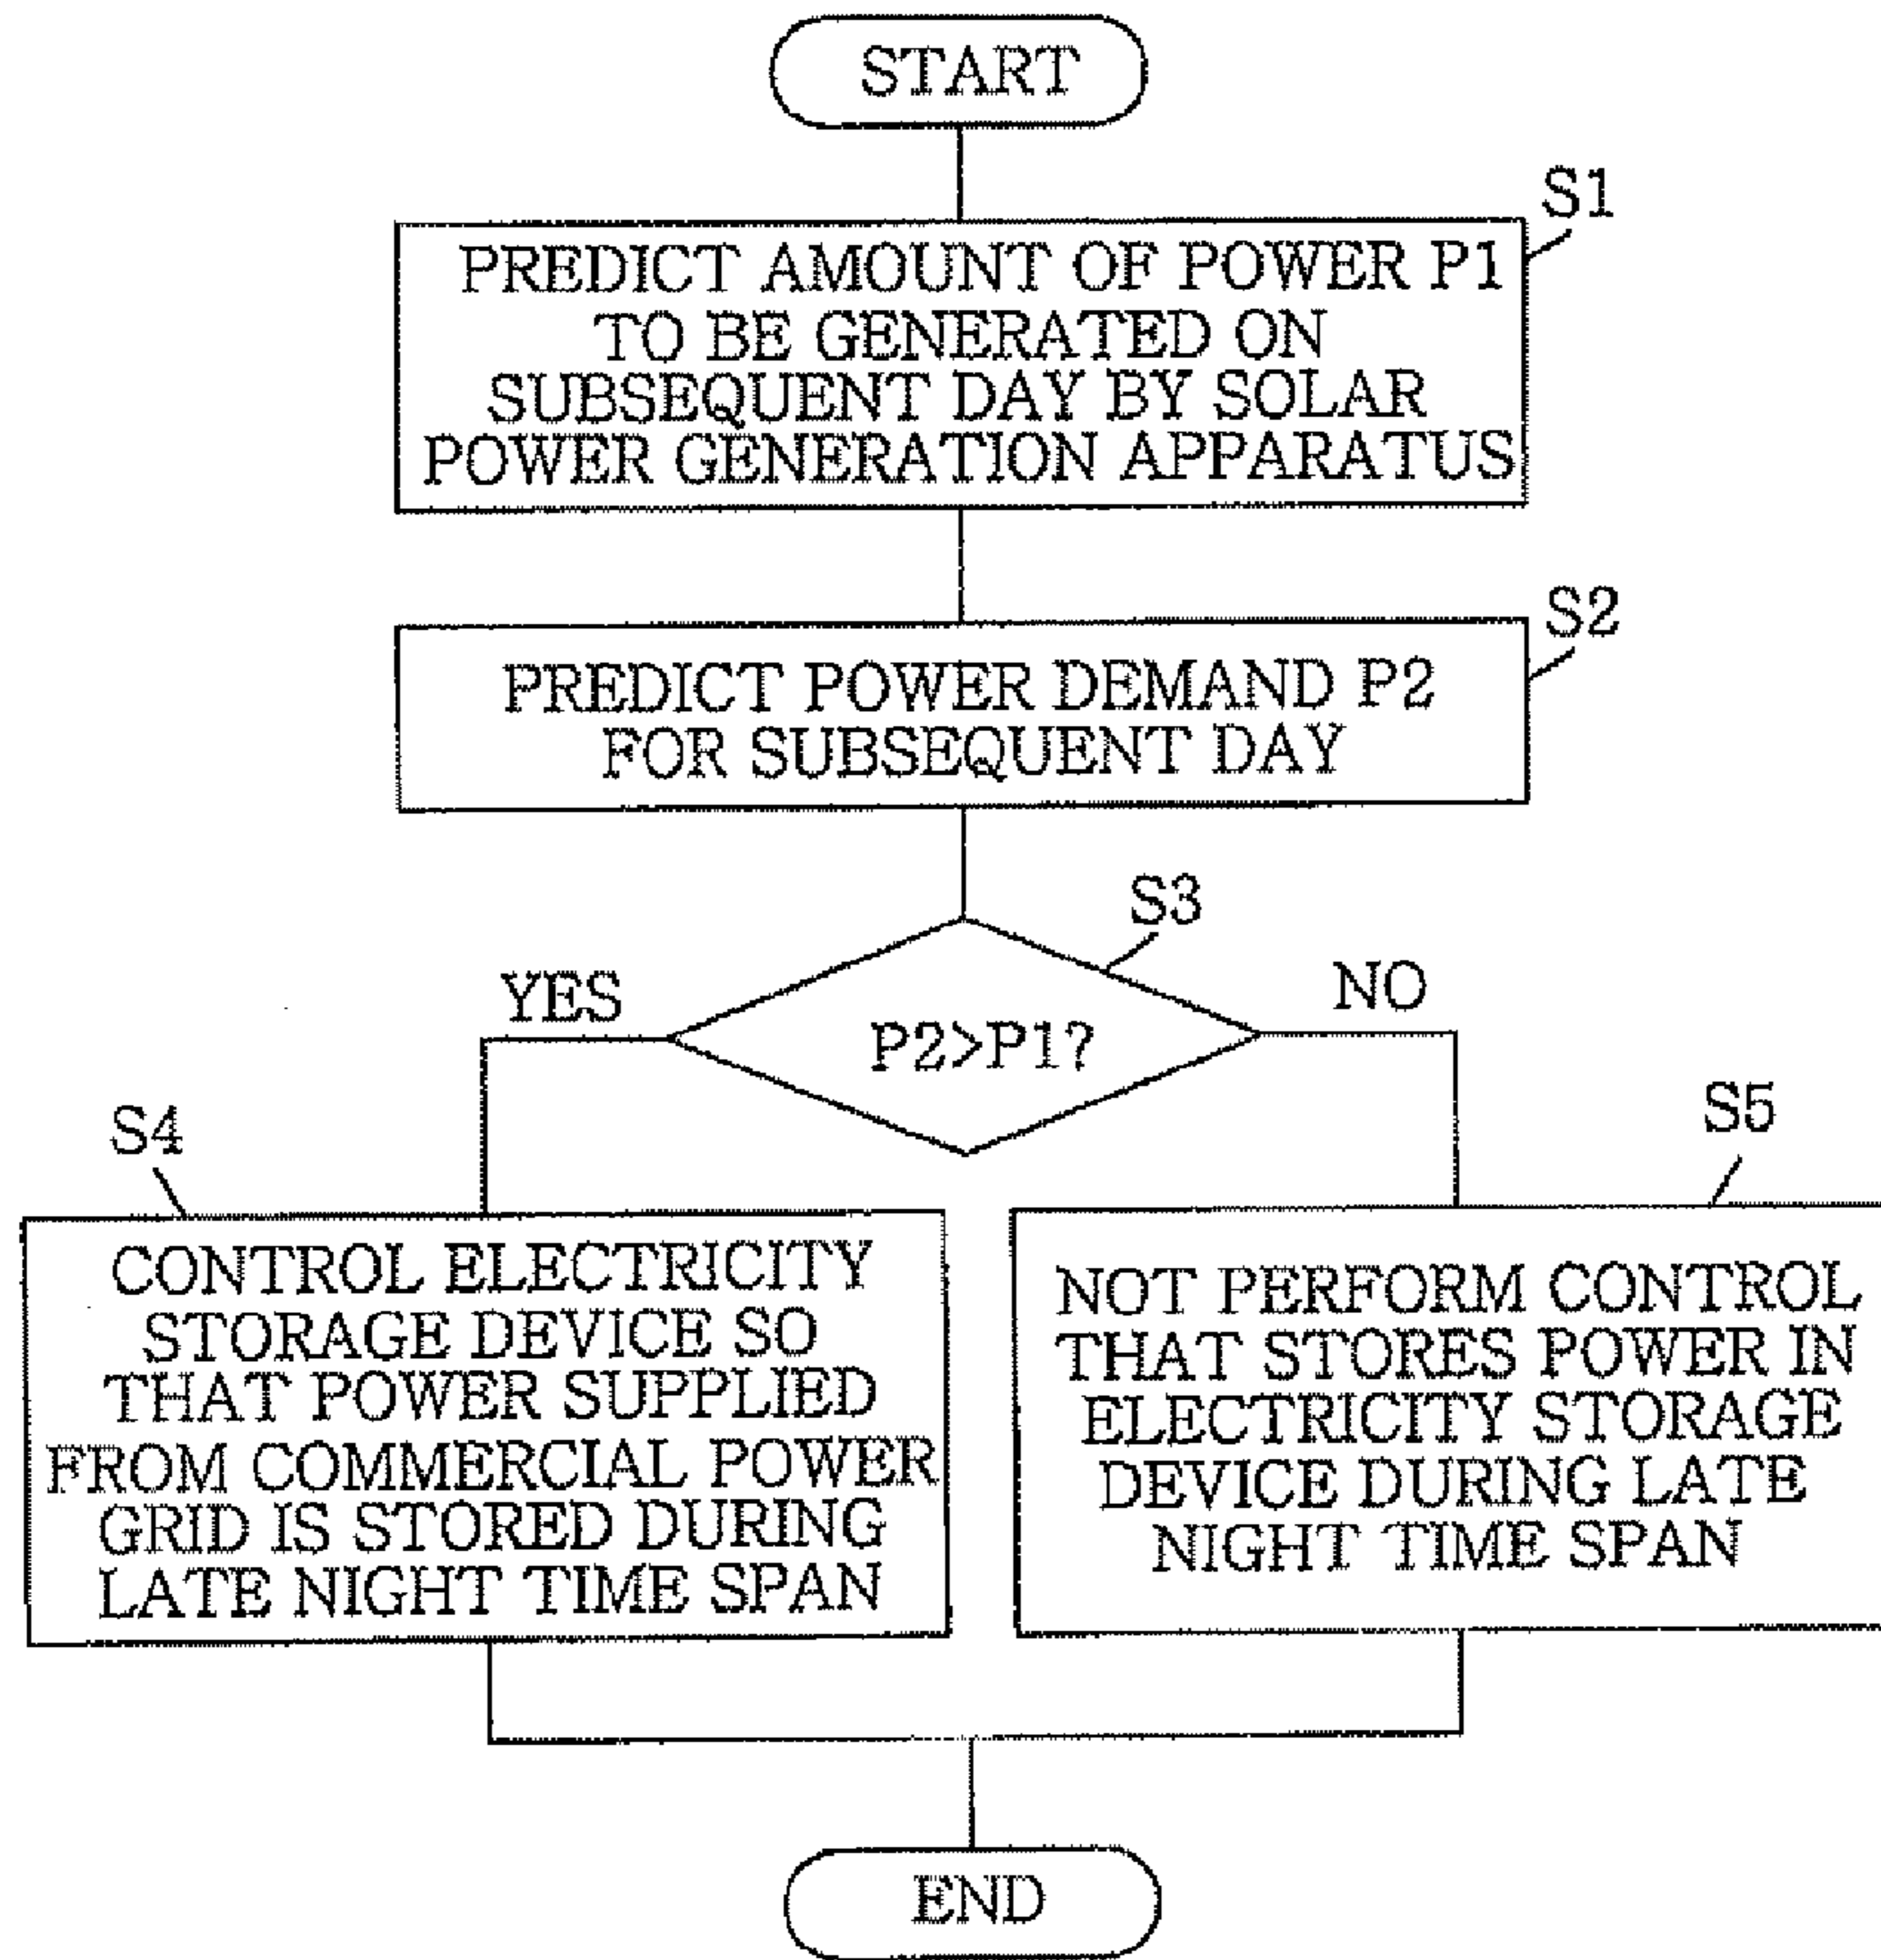 START
S1
PREDICT AMOUNT OF POWER P1
TO BE GENERATED ON
SUBSEQUENT DAY BY SOLAR
POWER GENERATION APPARATUS
S2
PREDICT POWER DEMAND P2
FOR SUBSEQUENT DAY
S3
YES
NO
P2>P1?
S4
CONTROL ELECTRICITY
STORAGE DEVICE SO
THAT POWER SUPPLIED
FROM COMMERCIAL POWER
GRID IS STORED DURING
LATE NIGHT TIME SPAN
S5
NOT PERFORM CONTROL
THAT STORES POWER IN
ELECTRICITY STORAGE
DEVICE DURING LATE
NIGHT TIME SPAN
END